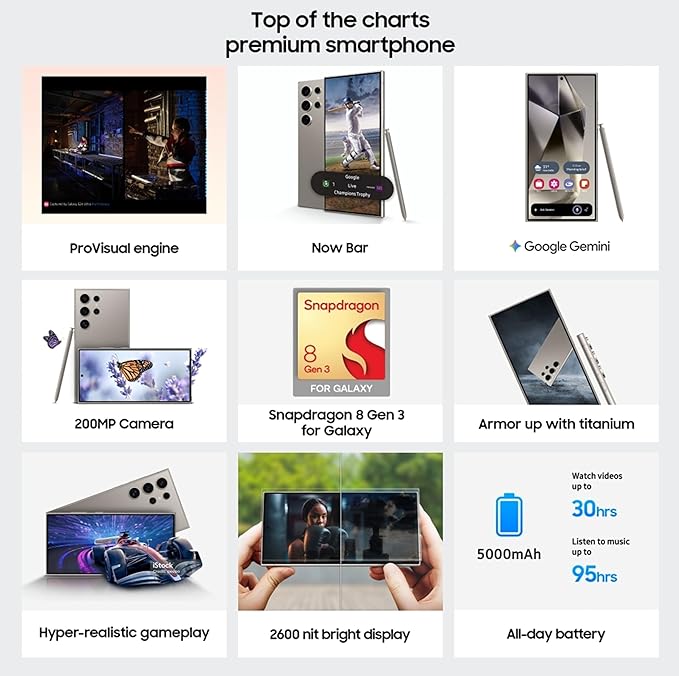 Top of the charts
premium smartphone
ProVisual engine
Google
1 Live
Champions Trophy
Now Bar
Google Gemini
200MP Camera
Snapdragon
8
Gen 3
FOR GALAXY
Snapdragon 8 Gen 3
for Galaxy
Armor up with titanium
iStock
Hyper-realistic gameplay
2600 nit bright display
5000mAh
Watch videos
up to
30hrs
Listen to music
up to
95hrs
All-day battery